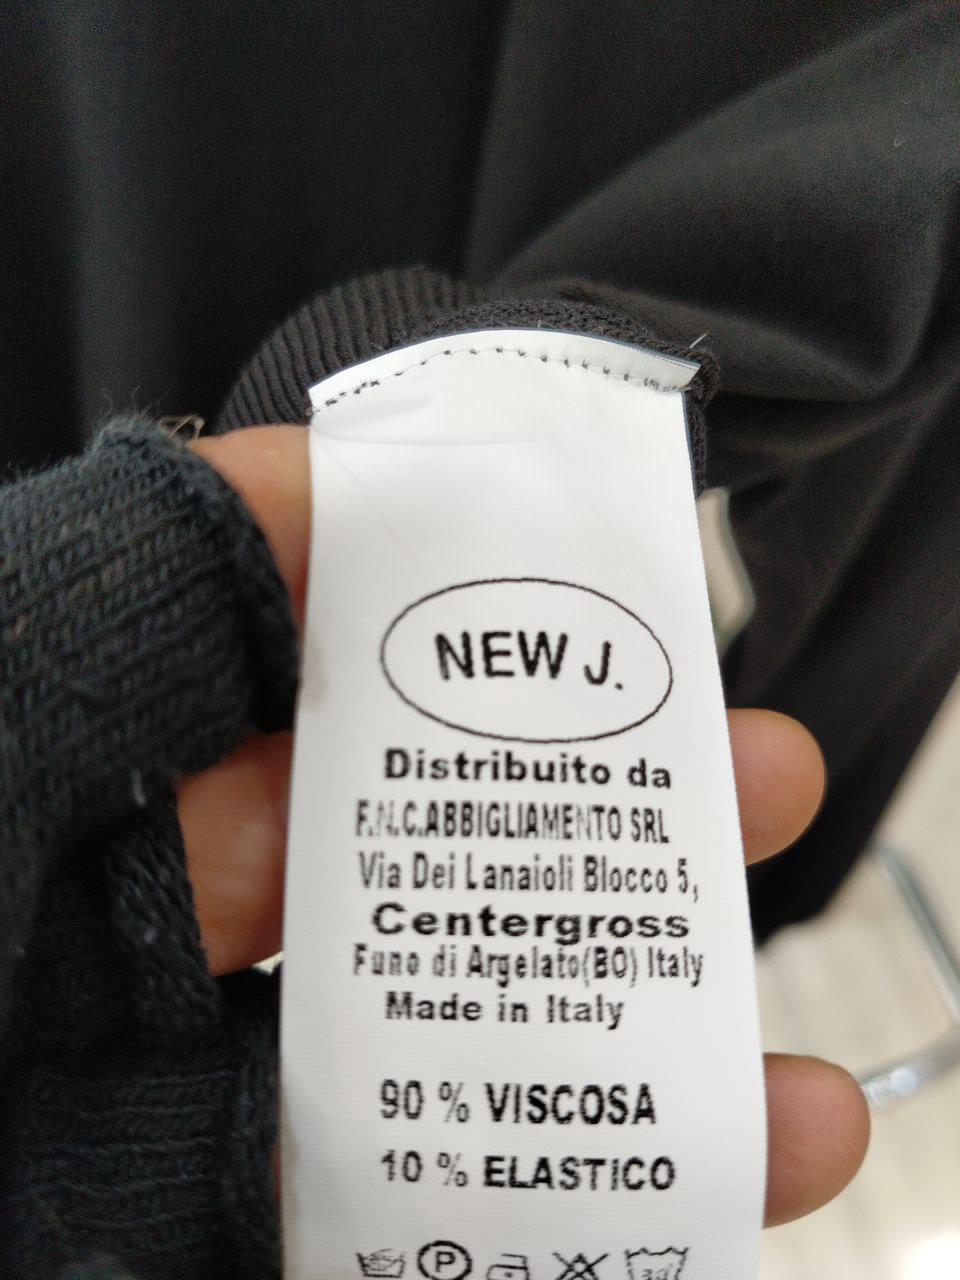 NEW J.
Distribuito da
F.N.C.ABBIGLIAMENTO SRL
Via Dei Lanaioli Blocco 5,
Centergross
Funo di Argelato(BO) Italy
Made in Italy
90 % VISCOSA
10 % ELASTICO
P